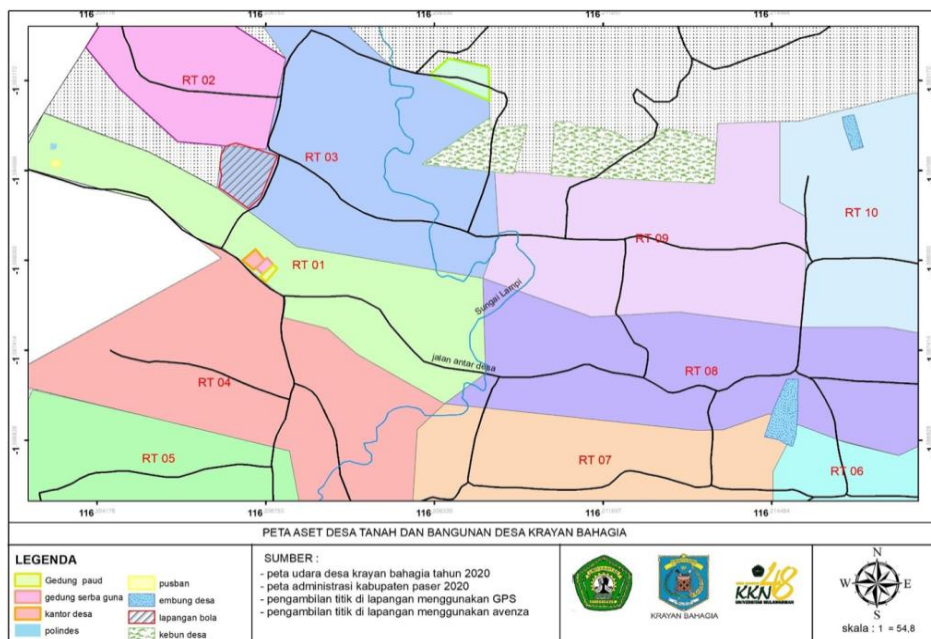 116 116 116 116 116
RT 02
RT 03
RT 10
RT 09
RT 01
Sungai Lampi
jalan antar desa
RT 04
RT 08
RT 05
RT 07
RT 06
116 116 116 116 116
PETA ASET DESA TANAH DAN BANGUNAN DESA KRAYAN BAHAGIA
LEGENDA
Gedung paud
gedung serba guna
kantor desa
polindes
pusban
embung desa
lapangan bola
kebun desa
SUMBER :
- peta udara desa krayan bahagia tahun 2020
- peta administrasi kabupaten paser 2020
- pengambilan titik di lapangan menggunakan GPS
- pengambilan titik di lapangan menggunakan avenza
KRAYAN BAHAGIA
48
KKN
UNIVERSITAS MULAWARMAN
N
W E
S
skala : 1 = 54,8